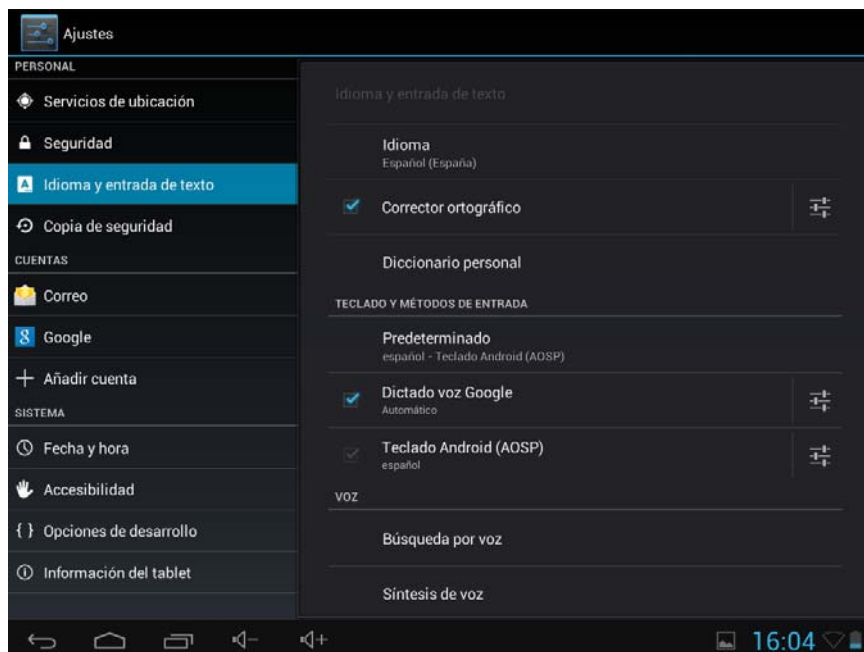 Ajustes
PERSONAL
Servicios de ubicación
Seguridad
Idioma y entrada de texto
Copia de seguridad
CUENTAS
Correo
Google
Añadir cuenta
SISTEMA
Fecha y hora
Accesibilidad
Opciones de desarrollo
Información del tablet
Idioma y entrada de texto
Idioma
Español (España)
Corrector ortográfico
Diccionario personal
TECLADO Y MÉTODOS DE ENTRADA
Predeterminado
español - Teclado Android (AOSP)
Dictado voz Google
Automático
Teclado Android (AOSP)
español
VOZ
Búsqueda por voz
Síntesis de voz
16:04